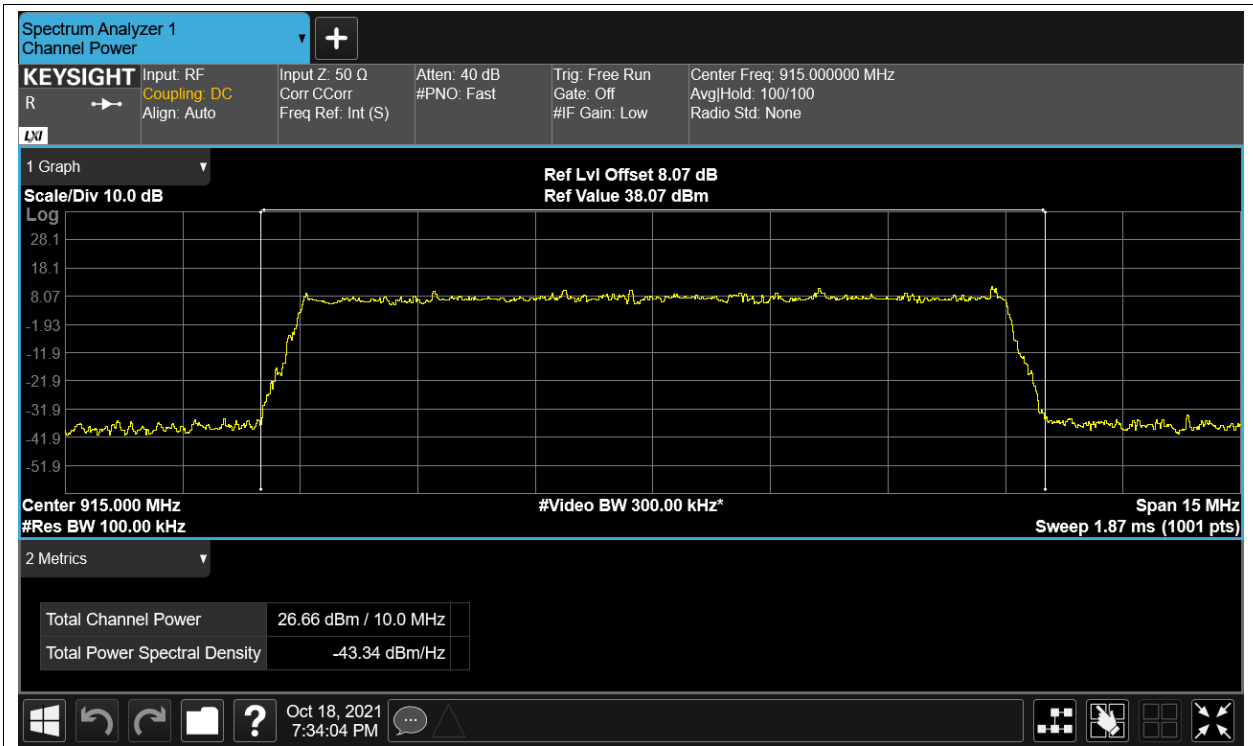 Spectrum Analyzer 1
Channel Power
▼
+
KEYSIGHT Input: RF Input Z: 50 Ω Atten: 40 dB Trig: Free Run Center Freq: 915.000000 MHz
R Coupling: DC Corr CCorr #PNO: Fast Gate: Off Avg|Hold: 100/100
Align: Auto Freq Ref: Int (S) #IF Gain: Low Radio Std: None
LXI
1 Graph ▼
Ref Lvl Offset 8.07 dB
Scale/Div 10.0 dB Ref Value 38.07 dBm
Log
28.1
18.1
8.07
-1.93
-11.9
-21.9
-31.9
-41.9
-51.9
Center 915.000 MHz #Video BW 300.00 kHz* Span 15 MHz
#Res BW 100.00 kHz Sweep 1.87 ms (1001 pts)
2 Metrics ▼
Total Channel Power 26.66 dBm / 10.0 MHz
Total Power Spectral Density -43.34 dBm/Hz
? Oct 18, 2021
7:34:04 PM